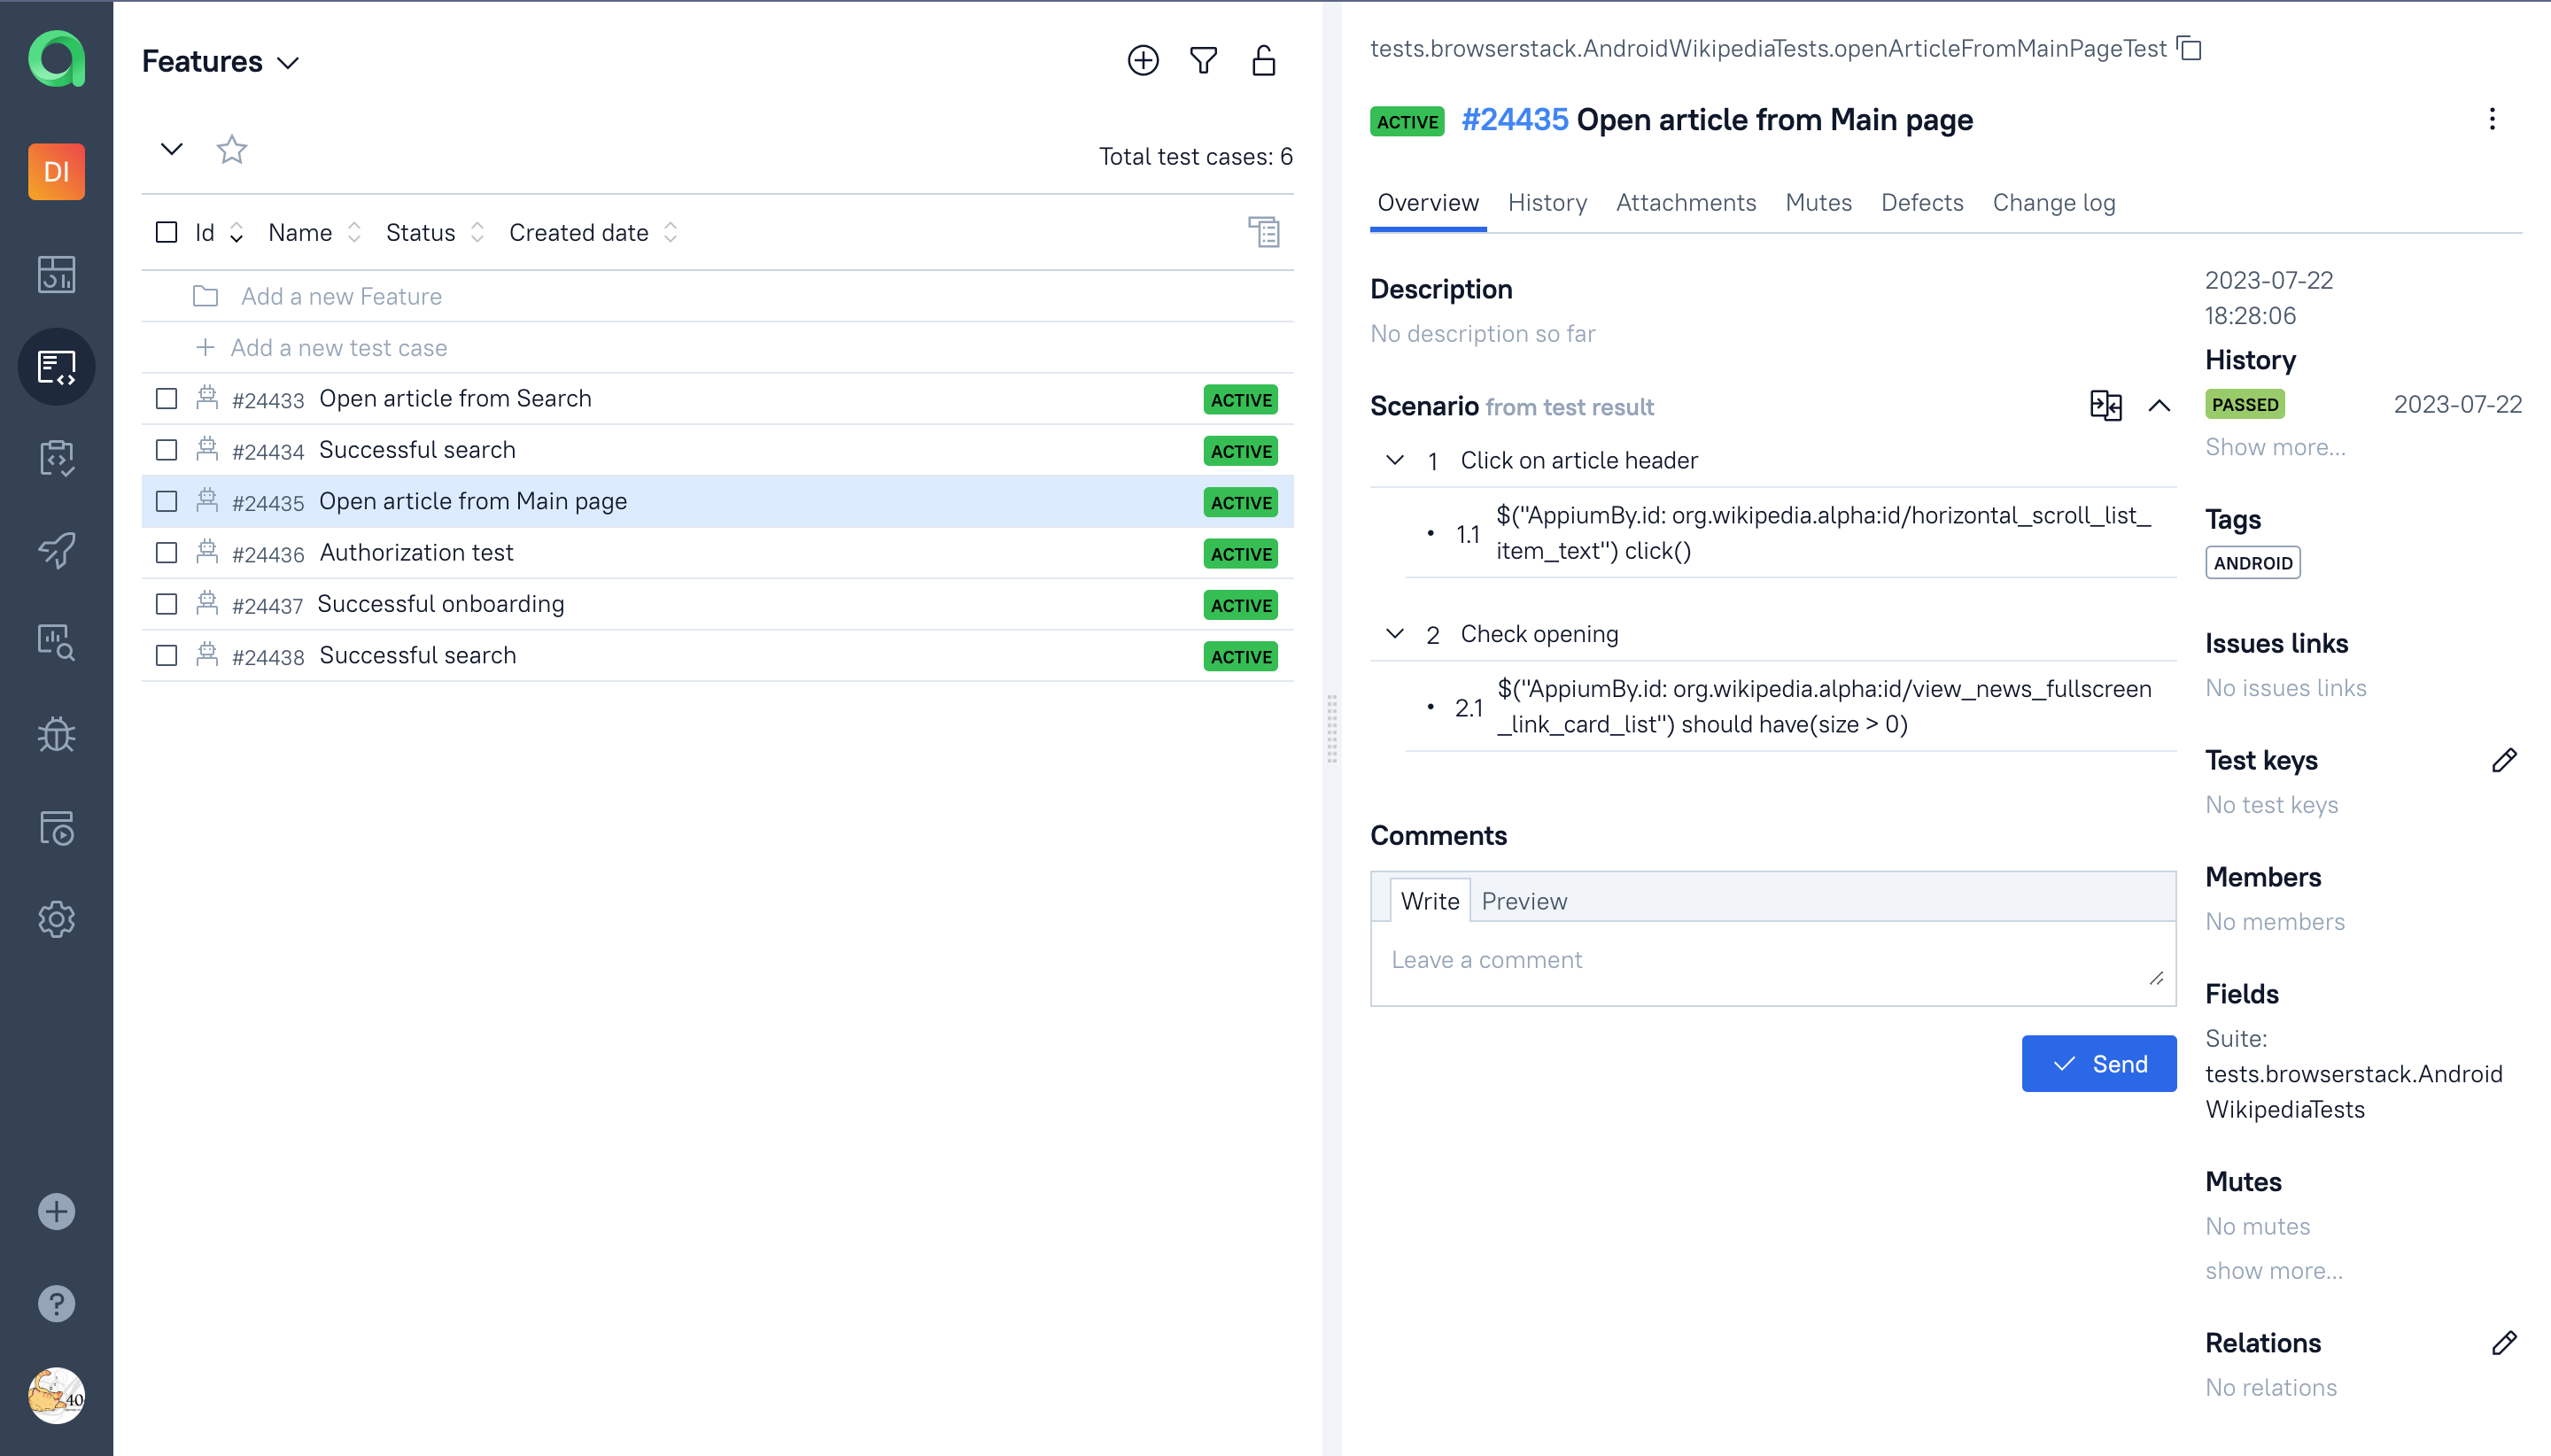 DI
40
Features
Total test cases: 6
Id Name Status Created date
Add a new Feature
Add a new test case
#24433 Open article from Search ACTIVE
#24434 Successful search ACTIVE
#24435 Open article from Main page ACTIVE
#24436 Authorization test ACTIVE
#24437 Successful onboarding ACTIVE
#24438 Successful search ACTIVE
tests.browserstack.AndroidWikipediaTests.openArticleFromMainPageTest
ACTIVE #24435 Open article from Main page
Overview History Attachments Mutes Defects Change log
Description
No description so far
Scenario from test result
1 Click on article header
1.1 $("AppiumBy.id: org.wikipedia.alpha:id/horizontal_scroll_list_
item_text") click()
2 Check opening
2.1 $("AppiumBy.id: org.wikipedia.alpha:id/view_news_fullscreen
_link_card_list") should have(size > 0)
Comments
Write Preview
Leave a comment
Send
2023-07-22
18:28:06
History
PASSED 2023-07-22
Show more...
Tags
ANDROID
Issues links
No issues links
Test keys
No test keys
Members
No members
Fields
Suite:
tests.browserstack.Android
WikipediaTests
Mutes
No mutes
show more...
Relations
No relations